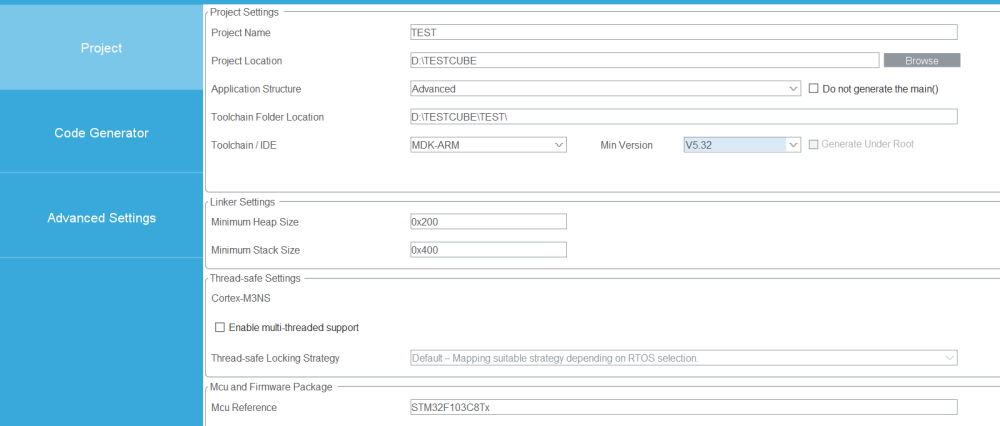 Project
Code Generator
Advanced Settings
Project Settings
Project Name TEST
Project Location D:\TESTCUBE Browse
Application Structure Advanced Do not generate the main()
Toolchain Folder Location D:\TESTCUBE\TEST\
Toolchain / IDE MDK-ARM Min Version V5.32 Generate Under Root
Linker Settings
Minimum Heap Size 0x200
Minimum Stack Size 0x400
Thread-safe Settings
Cortex-M3NS
Enable multi-threaded support
Thread-safe Locking Strategy Default – Mapping suitable strategy depending on RTOS selection.
Mcu and Firmware Package
Mcu Reference STM32F103C8Tx